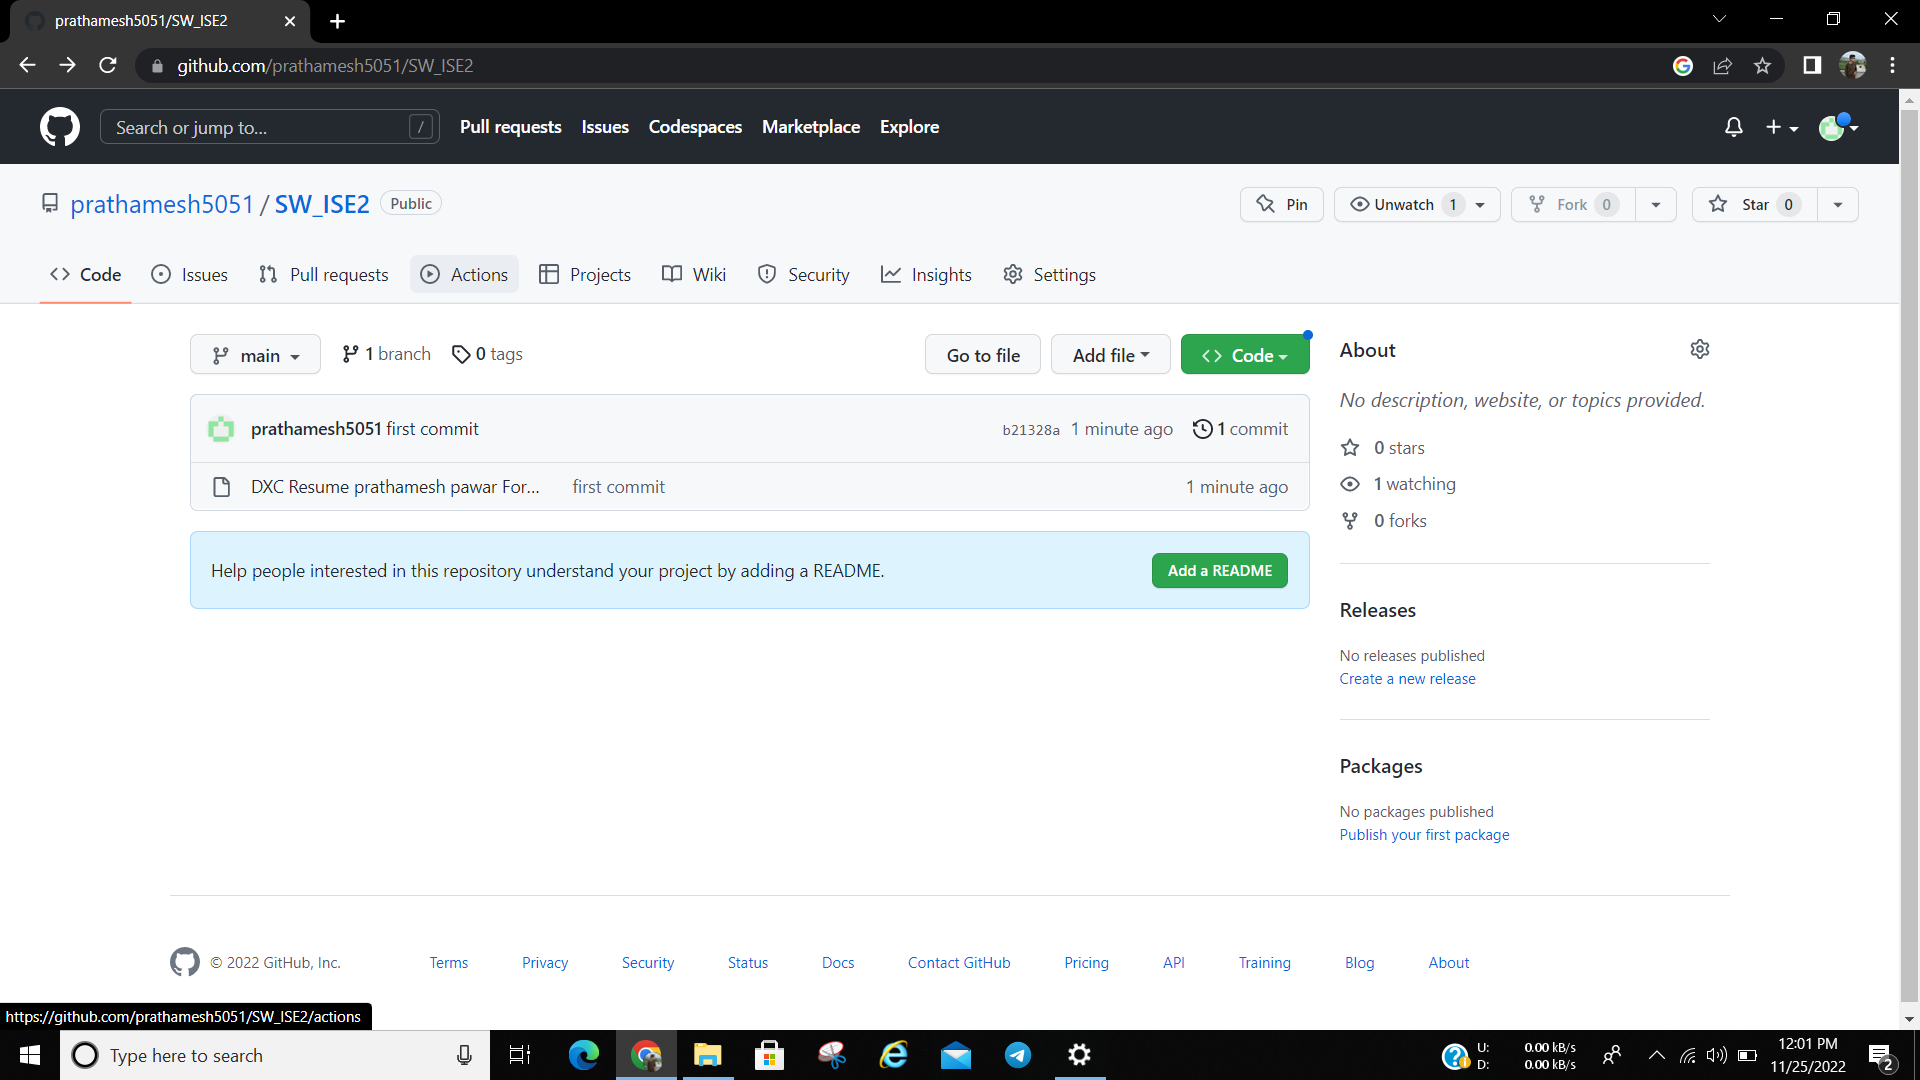 prathamesh5051/SW_ISE2
github.com/prathamesh5051/SW_ISE2
Search or jump to... /
Pull requests Issues Codespaces Marketplace Explore
prathamesh5051 / SW_ISE2 Public
Pin Unwatch 1 Fork 0 Star 0
Code Issues Pull requests Actions Projects Wiki Security Insights Settings
main 1 branch 0 tags Go to file Add file Code
prathamesh5051 first commit b21328a 1 minute ago 1 commit
DXC Resume prathamesh pawar For... first commit 1 minute ago
Help people interested in this repository understand your project by adding a README. Add a README
About
No description, website, or topics provided.
0 stars
1 watching
0 forks
Releases
No releases published
Create a new release
Packages
No packages published
Publish your first package
© 2022 GitHub, Inc. Terms Privacy Security Status Docs Contact GitHub Pricing API Training Blog About
https://github.com/prathamesh5051/SW_ISE2/actions
Type here to search
U: 0.00 kB/s
D: 0.00 kB/s
12:01 PM
11/25/2022
2